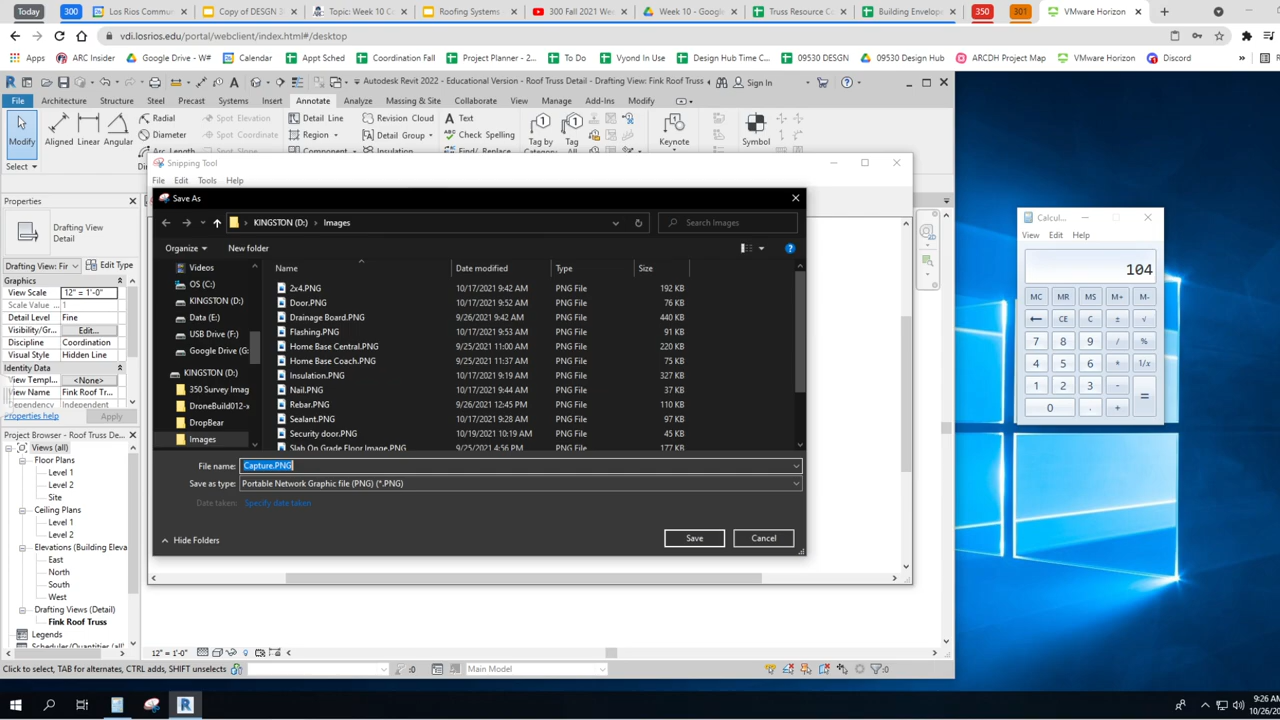 Today
300
Los Rios Communi
Copy of DESGN 3
Topic: Week 10 C
Roofing Systems
300 Fall 2021 Wee
Week 10 - Google
Truss Resource C
Building Envelop
350
301
VMware Horizon
vdi.losrios.edu/portal/webclient/index.html#/desktop
ARC Insider
Google Drive - W#
Calendar
Appt Sched
Coordination Fall
Project Planner - 2...
To Do
Vyond In Use
Design Hub Time C...
09530 DESGN
09530 Design Hub
ARCDH Project Map
VMware Horizon
Discord
Autodesk Revit 2022 - Educational Version - Roof Truss Detail - Drafting View: Fink Roof Truss
Sign In
File
Architecture
Structure
Steel
Precast
Systems
Insert
Annotate
Analyze
Massing & Site
Collaborate
View
Manage
Add-Ins
Modify
Modify
Aligned
Linear
Angular
Radial
Diameter
Arc Length
Spot Elevation
Spot Coordinate
Detail Line
Region
Component
Revision Cloud
Detail Group
Insulation
Text
Check Spelling
Find/ Replace
Tag by
Category
Tag
All
Keynote
Symbol
Select
Properties
Drafting View
Detail
Drafting View: Fir
Edit Type
Graphics
View Scale
12" = 1'-0"
Scale Value
1
Detail Level
Fine
Visibility/Gr...
Edit...
Discipline
Coordination
Visual Style
Hidden Line
Identity Data
View Templ...
<None>
View Name
Fink Roof Tr...
Dependency
Independent
Properties help
Apply
Project Browser - Roof Truss De...
Views (all)
Floor Plans
Level 1
Level 2
Site
Ceiling Plans
Level 1
Level 2
Elevations (Building Eleva
East
North
South
West
Drafting Views (Detail)
Fink Roof Truss
Legends
Schedules/Quantities (all)
Snipping Tool
File
Edit
Tools
Help
Save As
KINGSTON (D:)
Images
Search Images
Organize
New folder
Videos
OS (C:)
KINGSTON (D:)
Data (E:)
USB Drive (F:)
Google Drive (G:
KINGSTON (D:)
350 Survey Imag
DroneBuild012-x
DropBear
Images
Name
Date modified
Type
Size
2x4.PNG 10/17/2021 9:42 AM PNG File 192 KB
Door.PNG 10/17/2021 9:52 AM PNG File 76 KB
Drainage Board.PNG 9/26/2021 9:42 AM PNG File 440 KB
Flashing.PNG 10/17/2021 9:53 AM PNG File 91 KB
Home Base Central.PNG 9/25/2021 11:00 AM PNG File 220 KB
Home Base Coach.PNG 9/25/2021 11:37 AM PNG File 75 KB
Insulation.PNG 10/17/2021 9:19 AM PNG File 327 KB
Nail.PNG 10/17/2021 9:44 AM PNG File 37 KB
Rebar.PNG 9/26/2021 12:45 PM PNG File 110 KB
Sealant.PNG 10/17/2021 9:28 AM PNG File 97 KB
Security door.PNG 10/19/2021 10:19 AM PNG File 45 KB
Slab On Grade Floor Image.PNG 9/25/2021 4:56 PM PNG File 177 KB
File name:
Capture.PNG
Save as type:
Portable Network Graphic file (PNG) (*.PNG)
Date taken:
Specify date taken
Hide Folders
Save
Cancel
Calcul...
View
Edit
Help
104
MC MR MS M+ M-
← CE C ± √
7 8 9 / %
4 5 6 * 1/x
1 2 3 - =
0 . +
12" = 1'-0"
Click to select, TAB for alternates, CTRL adds, SHIFT unselects
:0
Main Model
:0
9:26 AM
10/26/20